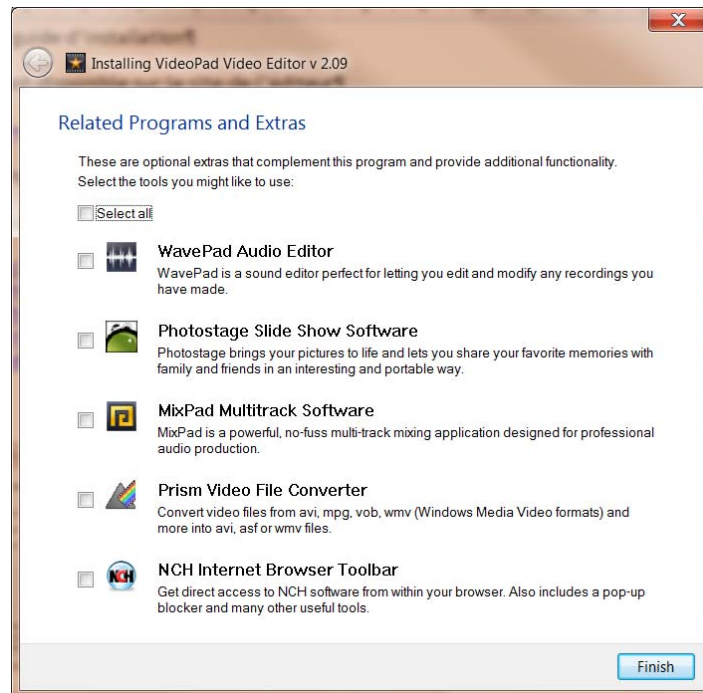 guide d'installation¶
Installing VideoPad Video Editor v 2.09
Related Programs and Extras
These are optional extras that complement this program and provide additional functionality.
Select the tools you might like to use:
Select all
WavePad Audio Editor
WavePad is a sound editor perfect for letting you edit and modify any recordings you
have made.
Photostage Slide Show Software
Photostage brings your pictures to life and lets you share your favorite memories with
family and friends in an interesting and portable way.
MixPad Multitrack Software
MixPad is a powerful, no-fuss multi-track mixing application designed for professional
audio production.
Prism Video File Converter
Convert video files from avi, mpg, vob, wmv (Windows Media Video formats) and
more into avi, asf or wmv files.
NCH
NCH Internet Browser Toolbar
Get direct access to NCH software from within your browser. Also includes a pop-up
blocker and many other useful tools.
Finish